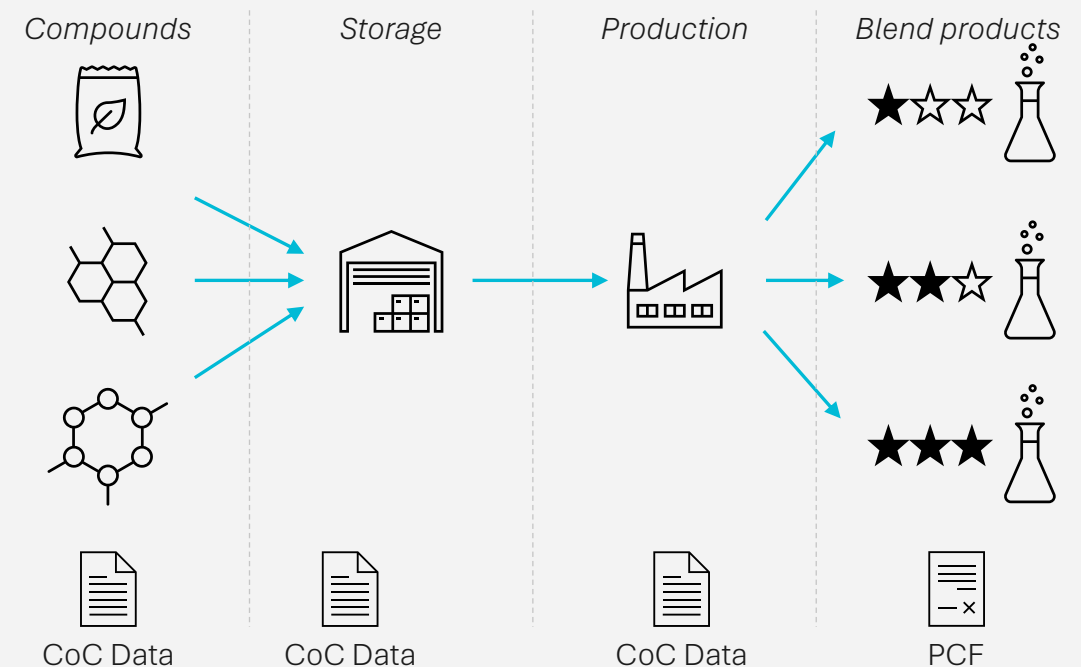 Compounds
Storage
Production
Blend products
CoC Data
CoC Data
CoC Data
PCF